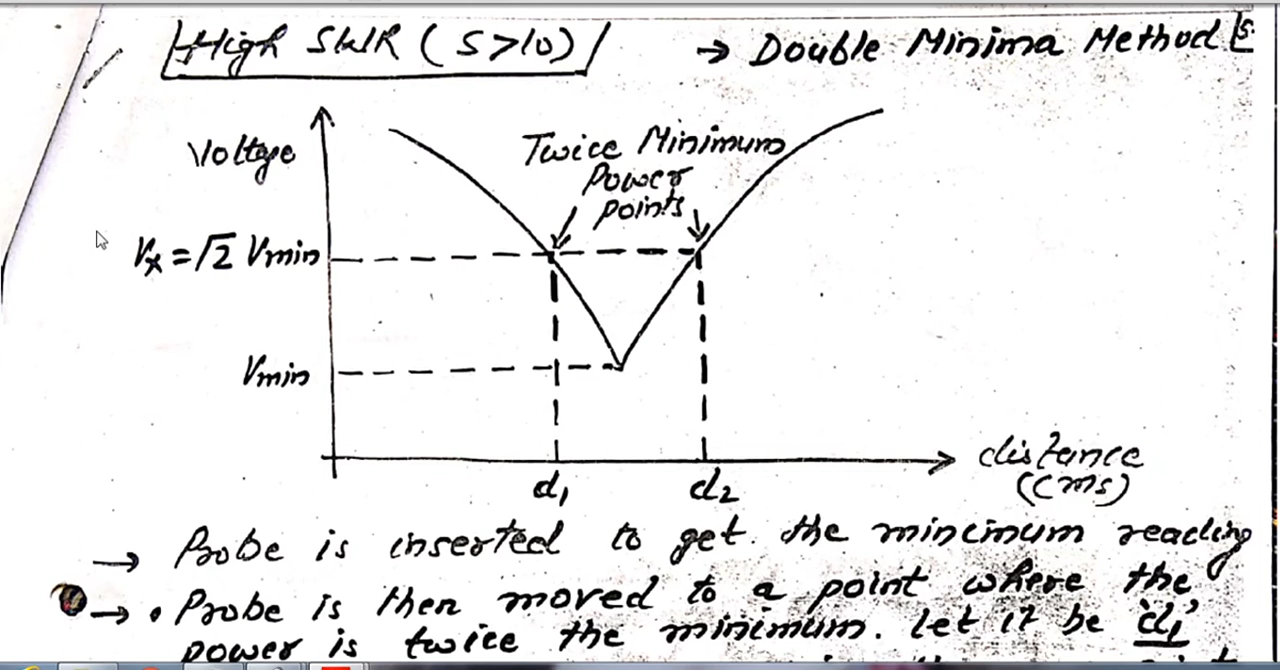 High SWR (S>10) → Double Minima Method
Voltage
Twice Minimum
Power
points
Vx = √2 Vmin
Vmin
distance
(Cms)
d1 d2
→ Probe is inserted to get the minimum reading
→ • Probe is then moved to a point where the
power is twice the minimum. let it be 'd1'